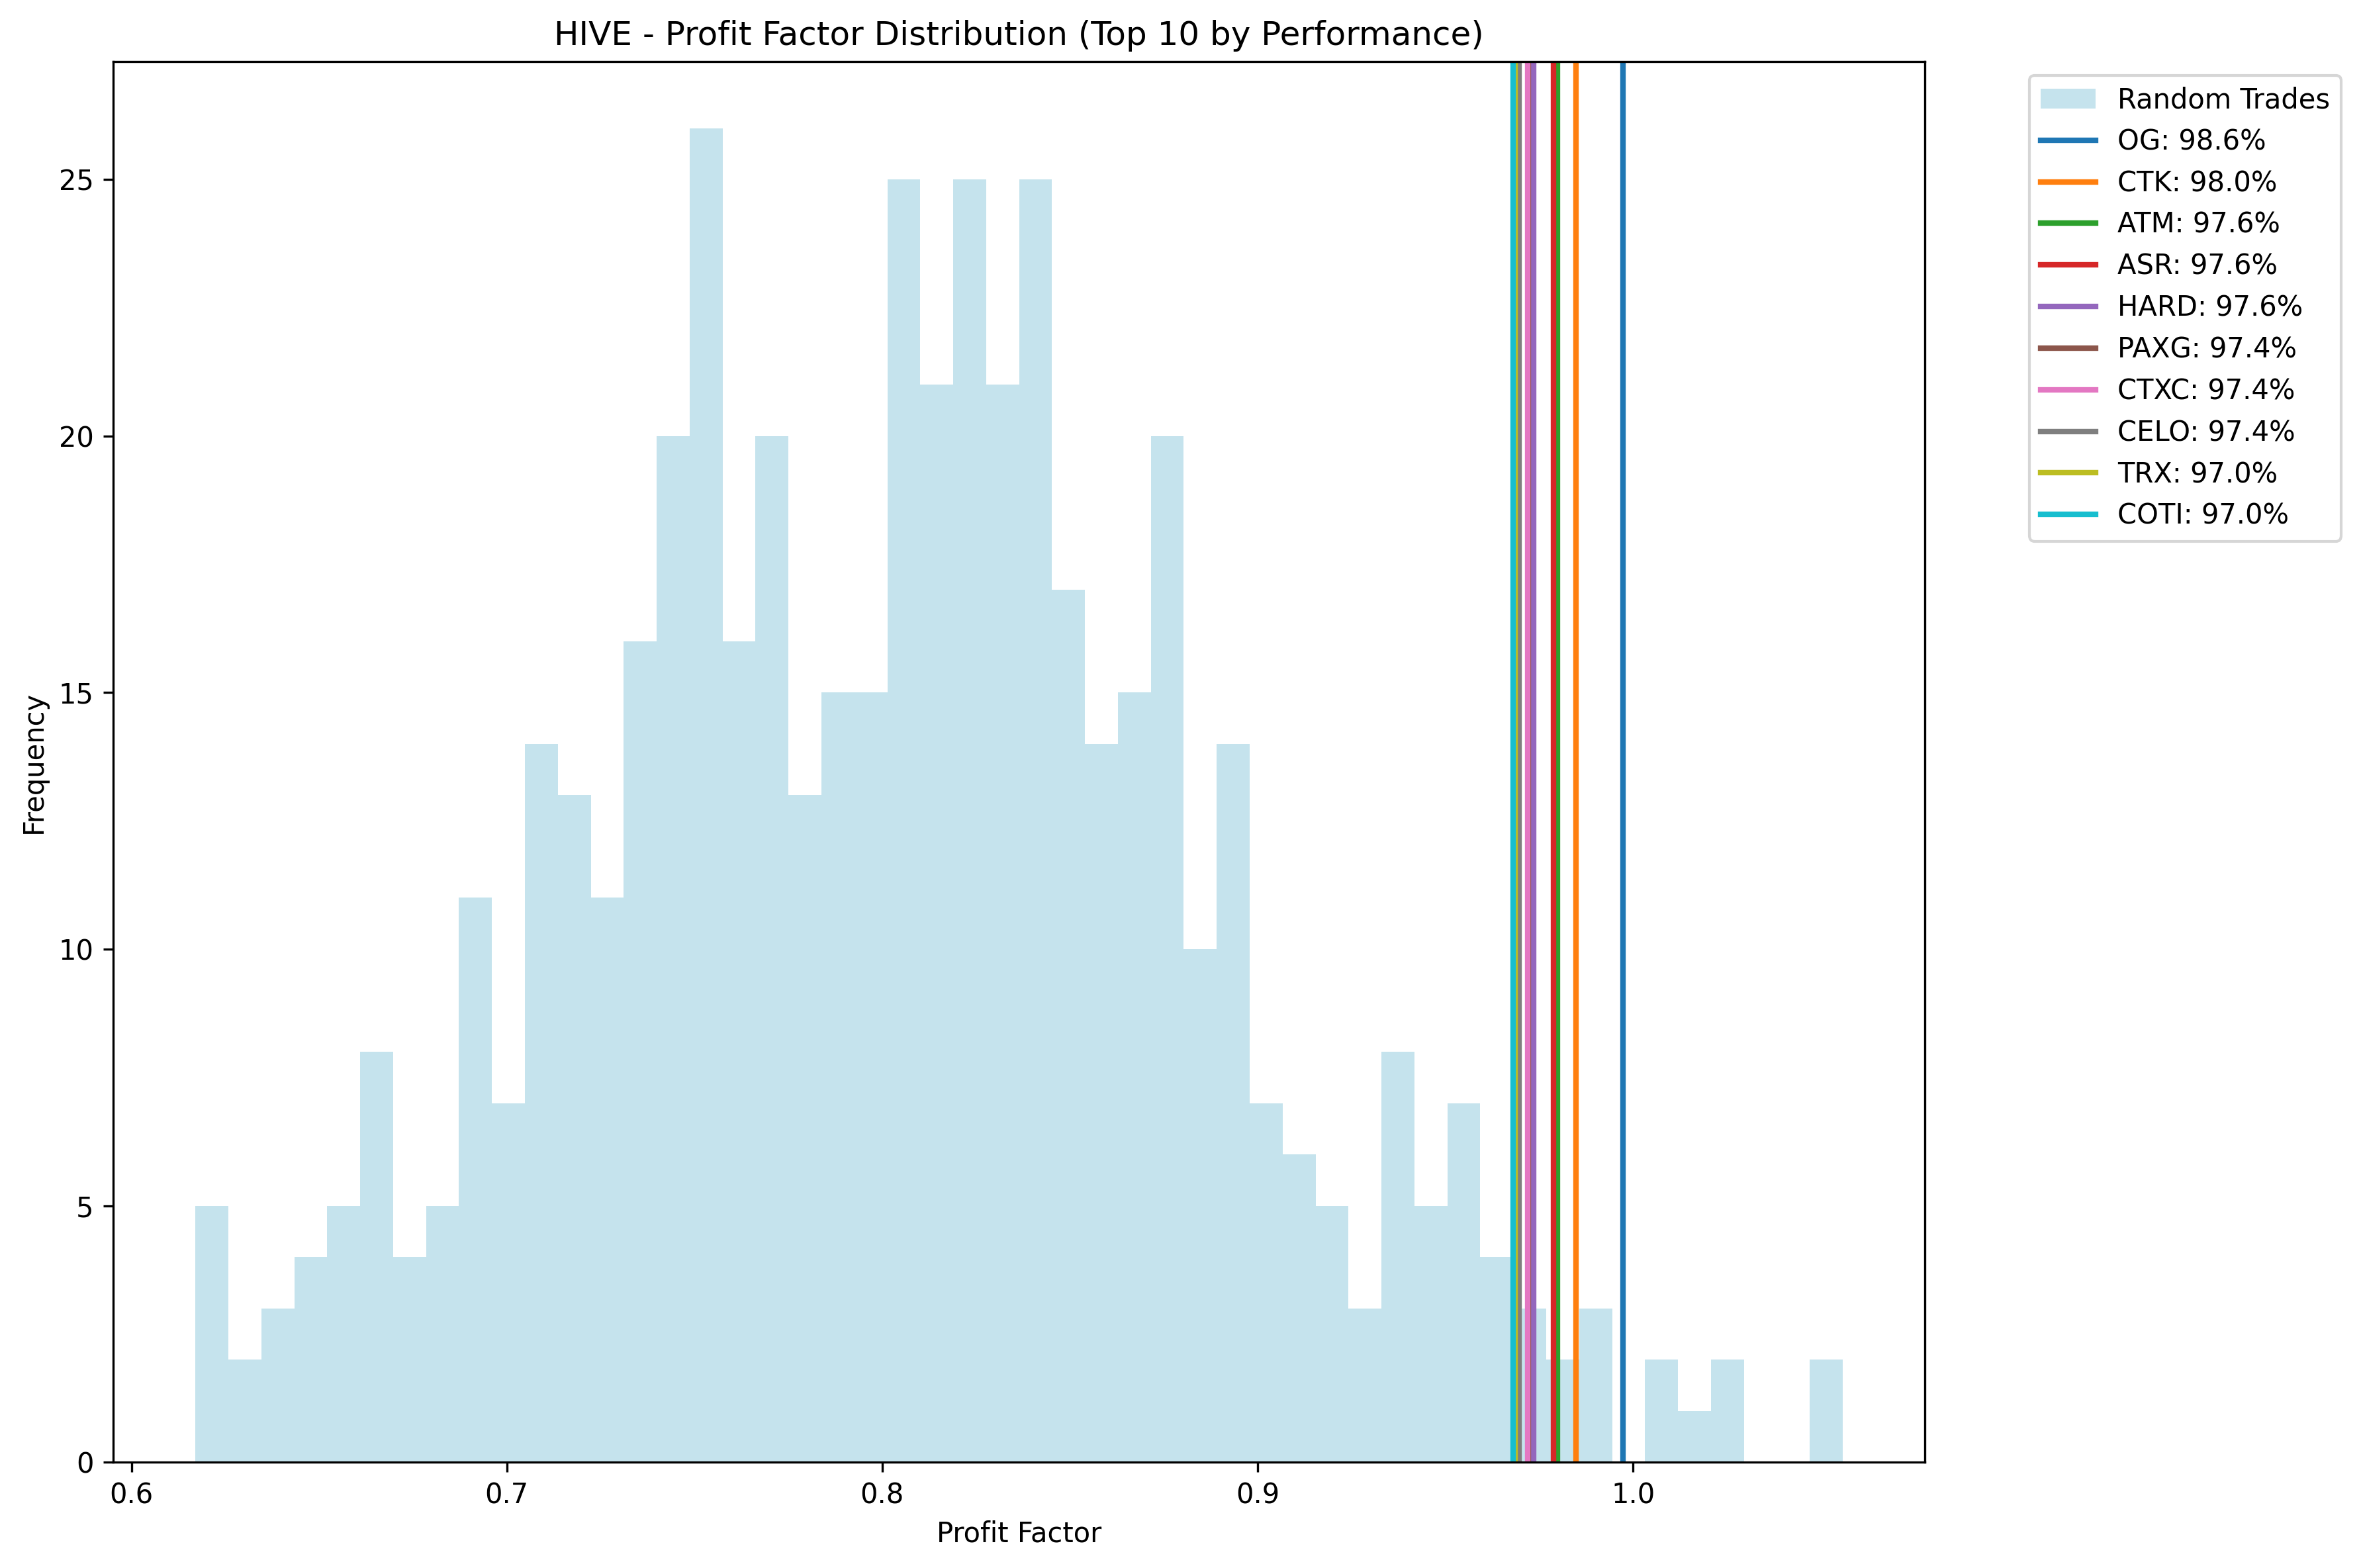 HIVE - Profit Factor Distribution (Top 10 by Performance)
Random Trades
OG: 98.6%
CTK: 98.0%
ATM: 97.6%
ASR: 97.6%
HARD: 97.6%
PAXG: 97.4%
CTXC: 97.4%
CELO: 97.4%
TRX: 97.0%
COTI: 97.0%
Frequency
25
20
15
10
5
0
0.6 0.7 0.8 0.9 1.0
Profit Factor